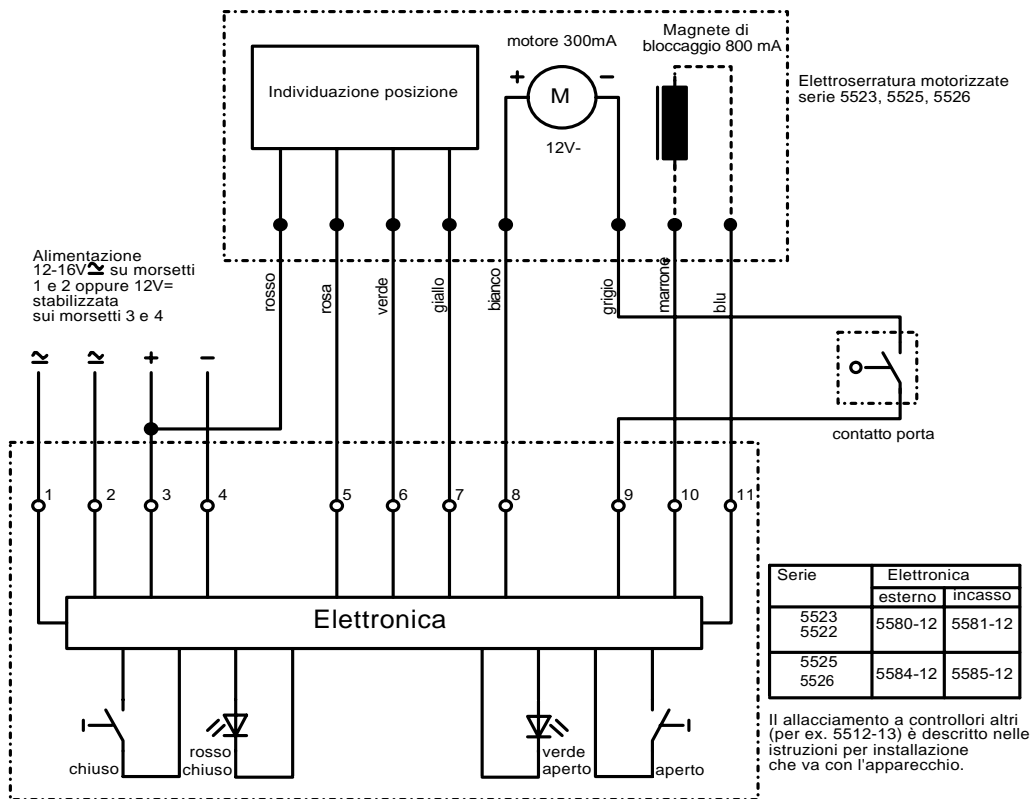 motore 300mA
Magnete di
bloccaggio 800 mA
Individuazione posizione
+
−
M
12V-
Elettroserratura motorizzate
serie 5523, 5525, 5526
Alimentazione
12-16V≃ su morsetti
1 e 2 oppure 12V=
stabilizzata
sui morsetti 3 e 4
rosso
rosa
verde
giallo
bianco
grigio
marrone
blu
≃ ≃ + −
contatto porta
1 2 3 4 5 6 7 8 9 10 11
Elettronica
Serie Elettronica
esterno incasso
5523
5522
5580-12 5581-12
5525
5526
5584-12 5585-12
chiuso
rosso
chiuso
verde
aperto
aperto
Il allacciamento a controllori altri
(per ex. 5512-13) è descritto nelle
istruzioni per installazione
che va con l'apparecchio.